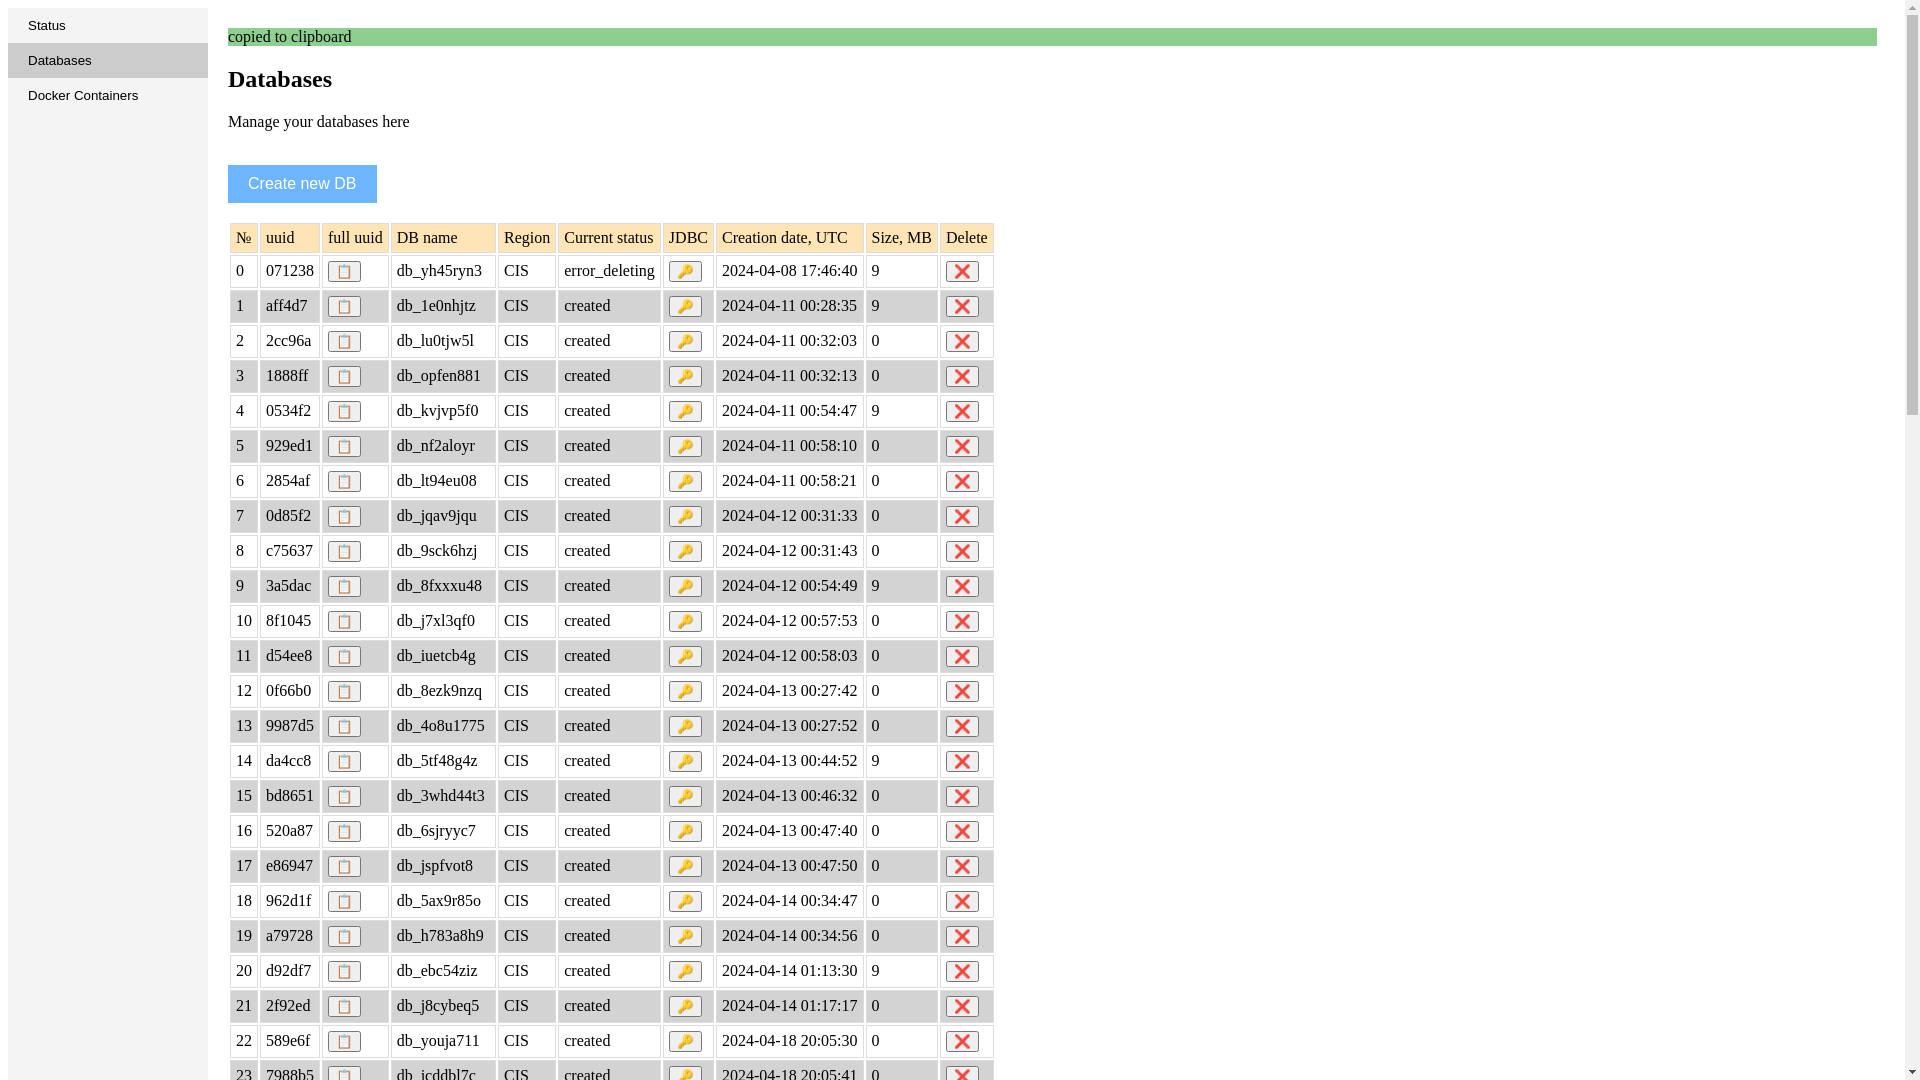 Status
Databases
Docker Containers
copied to clipboard
Databases
Manage your databases here
Create new DB
№ uuid full uuid DB name Region Current status JDBC Creation date, UTC Size, MB Delete
0 071238 db_yh45ryn3 CIS error_deleting 2024-04-08 17:46:40 9
1 aff4d7 db_1e0nhjtz CIS created 2024-04-11 00:28:35 9
2 2cc96a db_lu0tjw5l CIS created 2024-04-11 00:32:03 0
3 1888ff db_opfen881 CIS created 2024-04-11 00:32:13 0
4 0534f2 db_kvjvp5f0 CIS created 2024-04-11 00:54:47 9
5 929ed1 db_nf2aloyr CIS created 2024-04-11 00:58:10 0
6 2854af db_lt94eu08 CIS created 2024-04-11 00:58:21 0
7 0d85f2 db_jqav9jqu CIS created 2024-04-12 00:31:33 0
8 c75637 db_9sck6hzj CIS created 2024-04-12 00:31:43 0
9 3a5dac db_8fxxxu48 CIS created 2024-04-12 00:54:49 9
10 8f1045 db_j7xl3qf0 CIS created 2024-04-12 00:57:53 0
11 d54ee8 db_iuetcb4g CIS created 2024-04-12 00:58:03 0
12 0f66b0 db_8ezk9nzq CIS created 2024-04-13 00:27:42 0
13 9987d5 db_4o8u1775 CIS created 2024-04-13 00:27:52 0
14 da4cc8 db_5tf48g4z CIS created 2024-04-13 00:44:52 9
15 bd8651 db_3whd44t3 CIS created 2024-04-13 00:46:32 0
16 520a87 db_6sjryyc7 CIS created 2024-04-13 00:47:40 0
17 e86947 db_jspfvot8 CIS created 2024-04-13 00:47:50 0
18 962d1f db_5ax9r85o CIS created 2024-04-14 00:34:47 0
19 a79728 db_h783a8h9 CIS created 2024-04-14 00:34:56 0
20 d92df7 db_ebc54ziz CIS created 2024-04-14 01:13:30 9
21 2f92ed db_j8cybeq5 CIS created 2024-04-14 01:17:17 0
22 589e6f db_youja711 CIS created 2024-04-18 20:05:30 0
23 7988b5 db_icddbl7c CIS created 2024-04-18 20:05:41 0